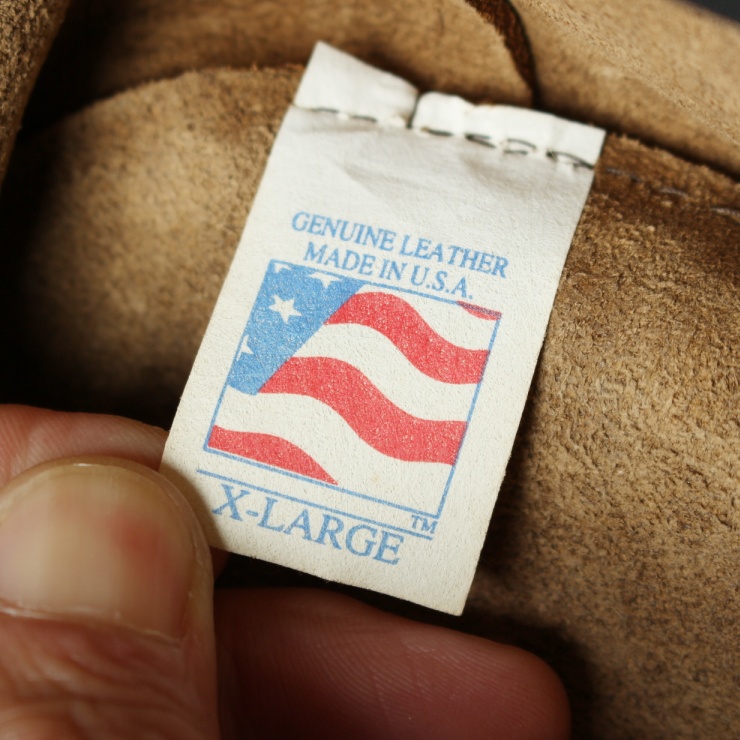 GENUINE LEATHER
MADE IN U.S.A.
TM
X-LARGE